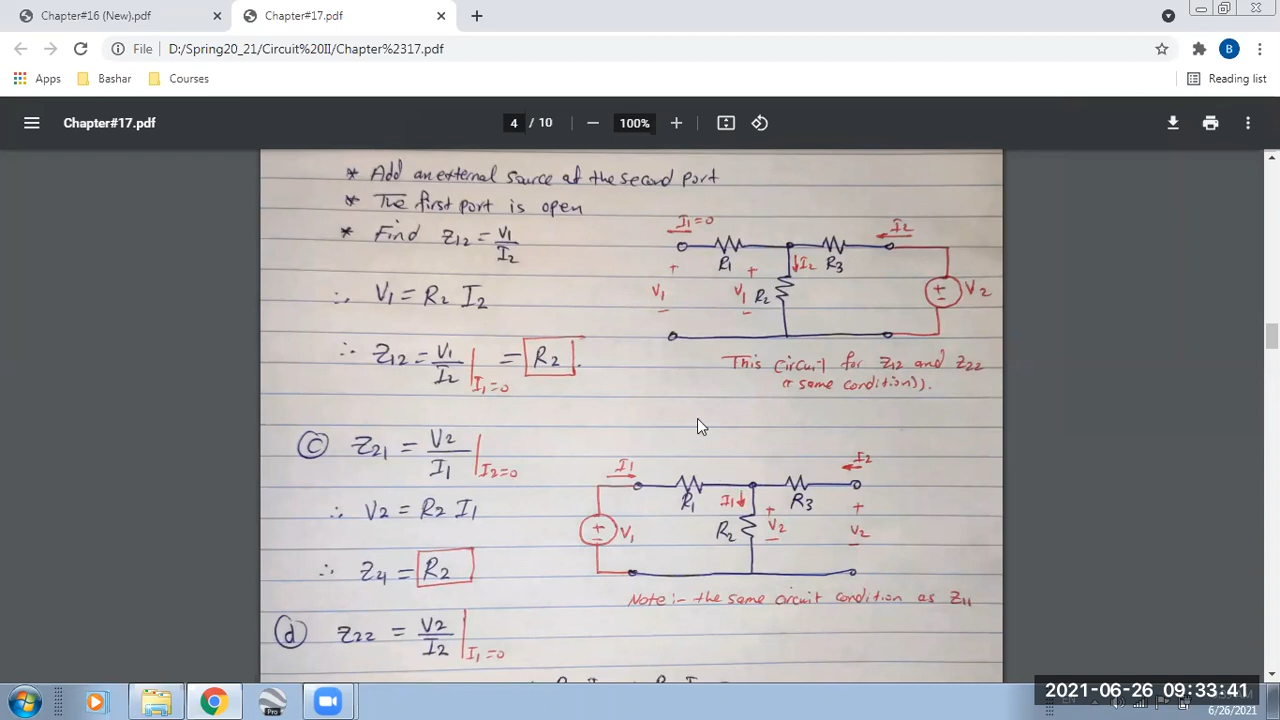 Chapter#16 (New).pdf
Chapter#17.pdf
File D:/Spring20_21/Circuit%20II/Chapter%2317.pdf
B
Apps Bashar Courses Reading list
Chapter#17.pdf 4 / 10 100%
* Add an external source at the second port
* The first port is open
* Find Z12 = V1/I2
∴ V1 = R2 I2
∴ Z12 = V1/I2 | I1=0 = R2.
I1=0
I2
R1
I2
R3
+
V1
-
+
V1
-
R2
+
-
V2
This circuit for Z12 and Z22
(( same condition)).
(c) Z21 = V2/I1 | I2=0
∴ V2 = R2 I1
∴ Z21 = R2
I1
I2
R1
I1
R3
+
-
V1
R2
+
V2
-
+
V2
-
Note:- the same circuit condition as Z11
(d) Z22 = V2/I2 | I1=0
2021-06-26 09:33:41
Pro
6/26/2021